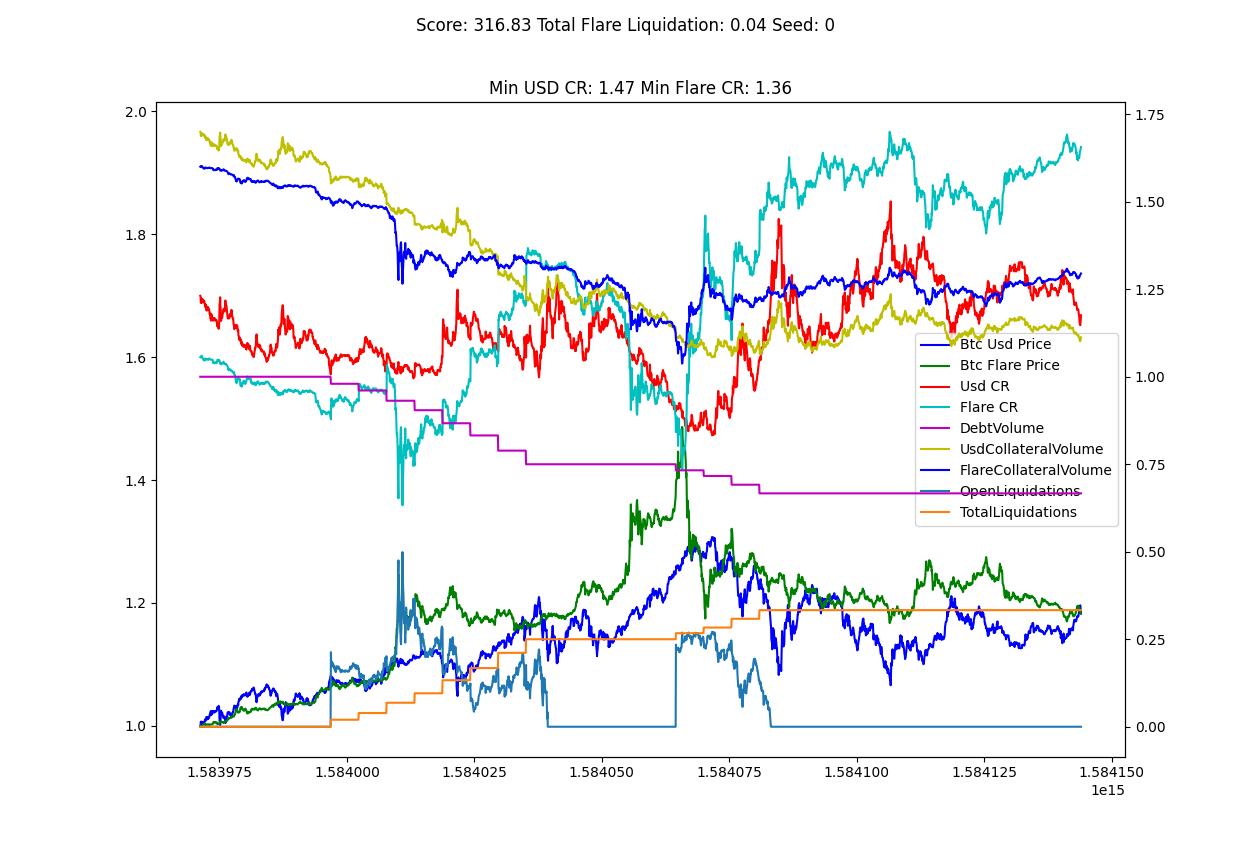 Score: 316.83 Total Flare Liquidation: 0.04 Seed: 0
Min USD CR: 1.47 Min Flare CR: 1.36
2.0
1.8
1.6
1.4
1.2
1.0
1.75
1.50
1.25
1.00
0.75
0.50
0.25
0.00
Btc Usd Price
Btc Flare Price
Usd CR
Flare CR
DebtVolume
UsdCollateralVolume
FlareCollateralVolume
OpenLiquidations
TotalLiquidations
1.583975 1.584000 1.584025 1.584050 1.584075 1.584100 1.584125 1.584150
1e15